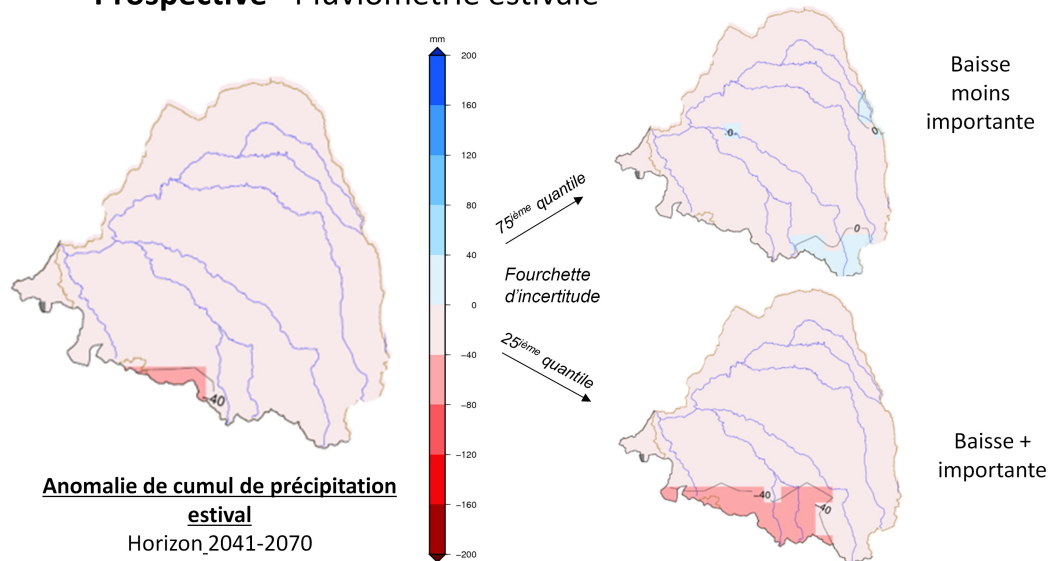 Prospective - Pluviométrie estivale
mm
200
160
120
80
40
0
−40
−80
−120
−160
−200
−40
Anomalie de cumul de précipitation
estival
Horizon 2041-2070
75ième quantile
Fourchette
d'incertitude
25ième quantile
0
0
0
Baisse
moins
importante
−40
−40
Baisse +
importante